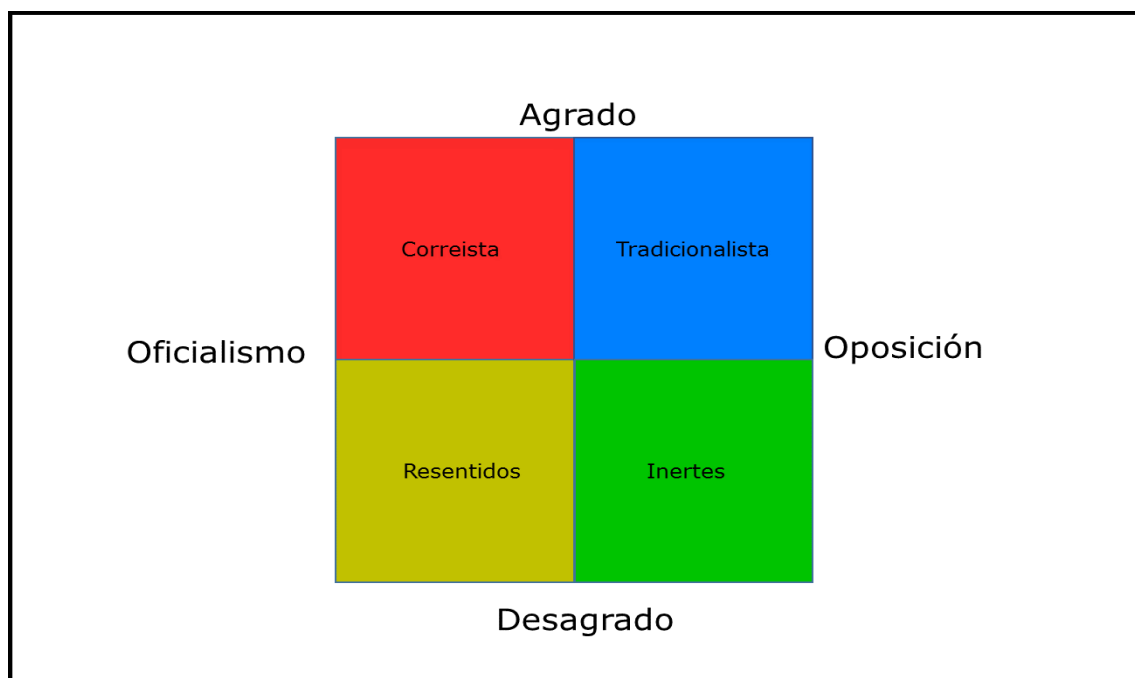 Agrado
Correista
Tradicionalista
Oficialismo
Oposición
Resentidos
Inertes
Desagrado